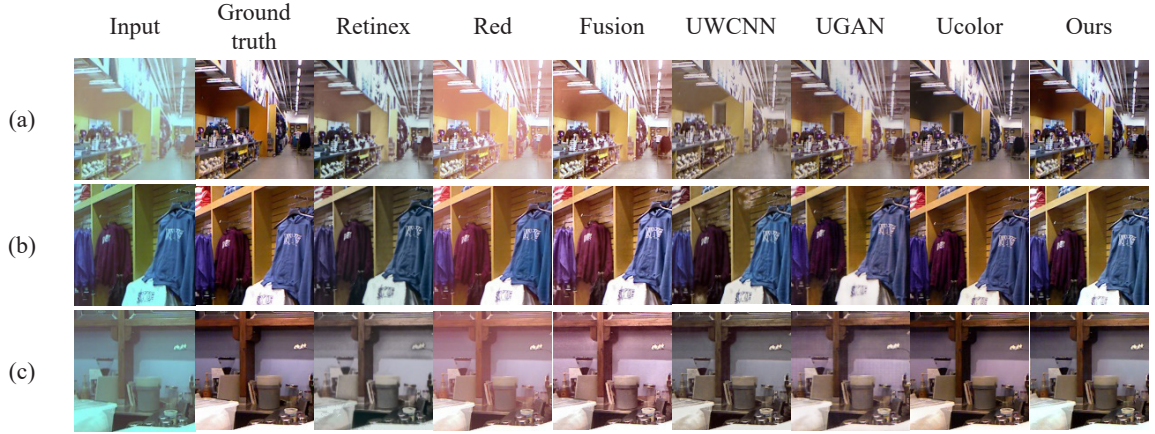 Input Ground truth Retinex Red Fusion UWCNN UGAN Ucolor Ours
(a)
(b)
(c)